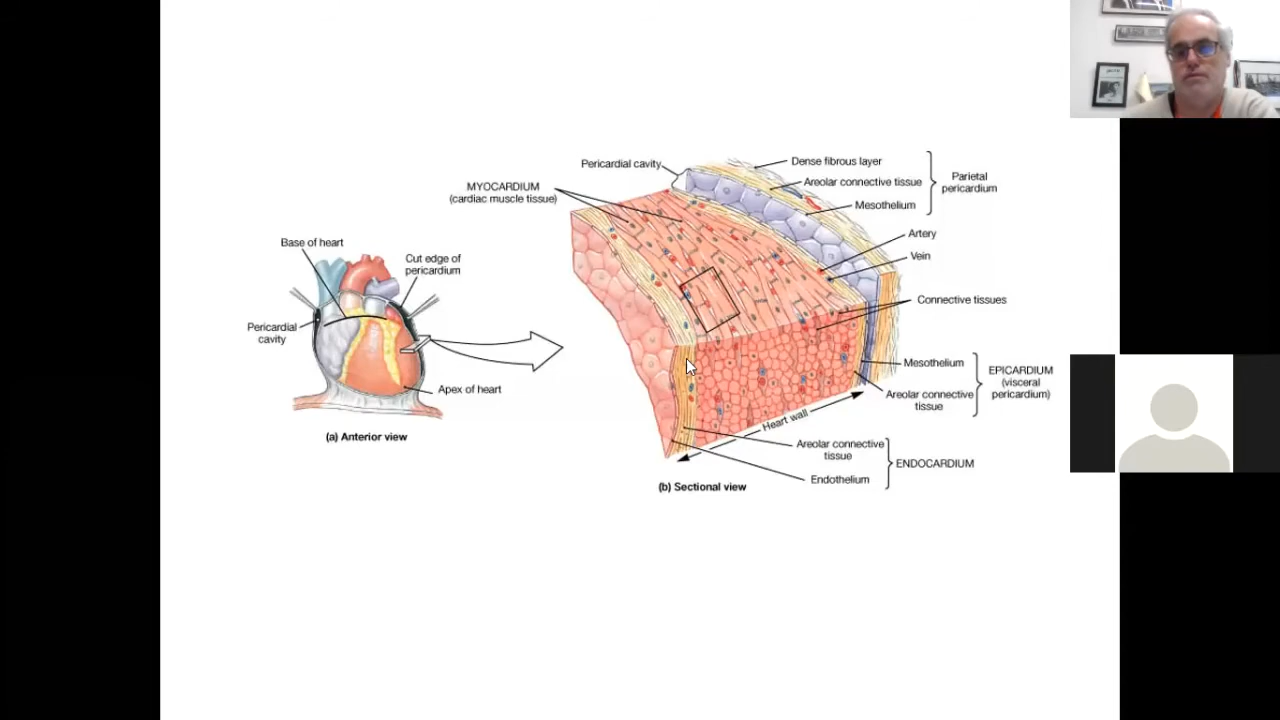 Pericardial cavity
Dense fibrous layer
Areolar connective tissue
Mesothelium
Parietal
pericardium
MYOCARDIUM
(cardiac muscle tissue)
Artery
Vein
Base of heart
Cut edge of
pericardium
Connective tissues
Pericardial
cavity
Mesothelium
Areolar connective
tissue
EPICARDIUM
(visceral
pericardium)
Apex of heart
Heart wall
Areolar connective
tissue
Endothelium
ENDOCARDIUM
(a) Anterior view
(b) Sectional view